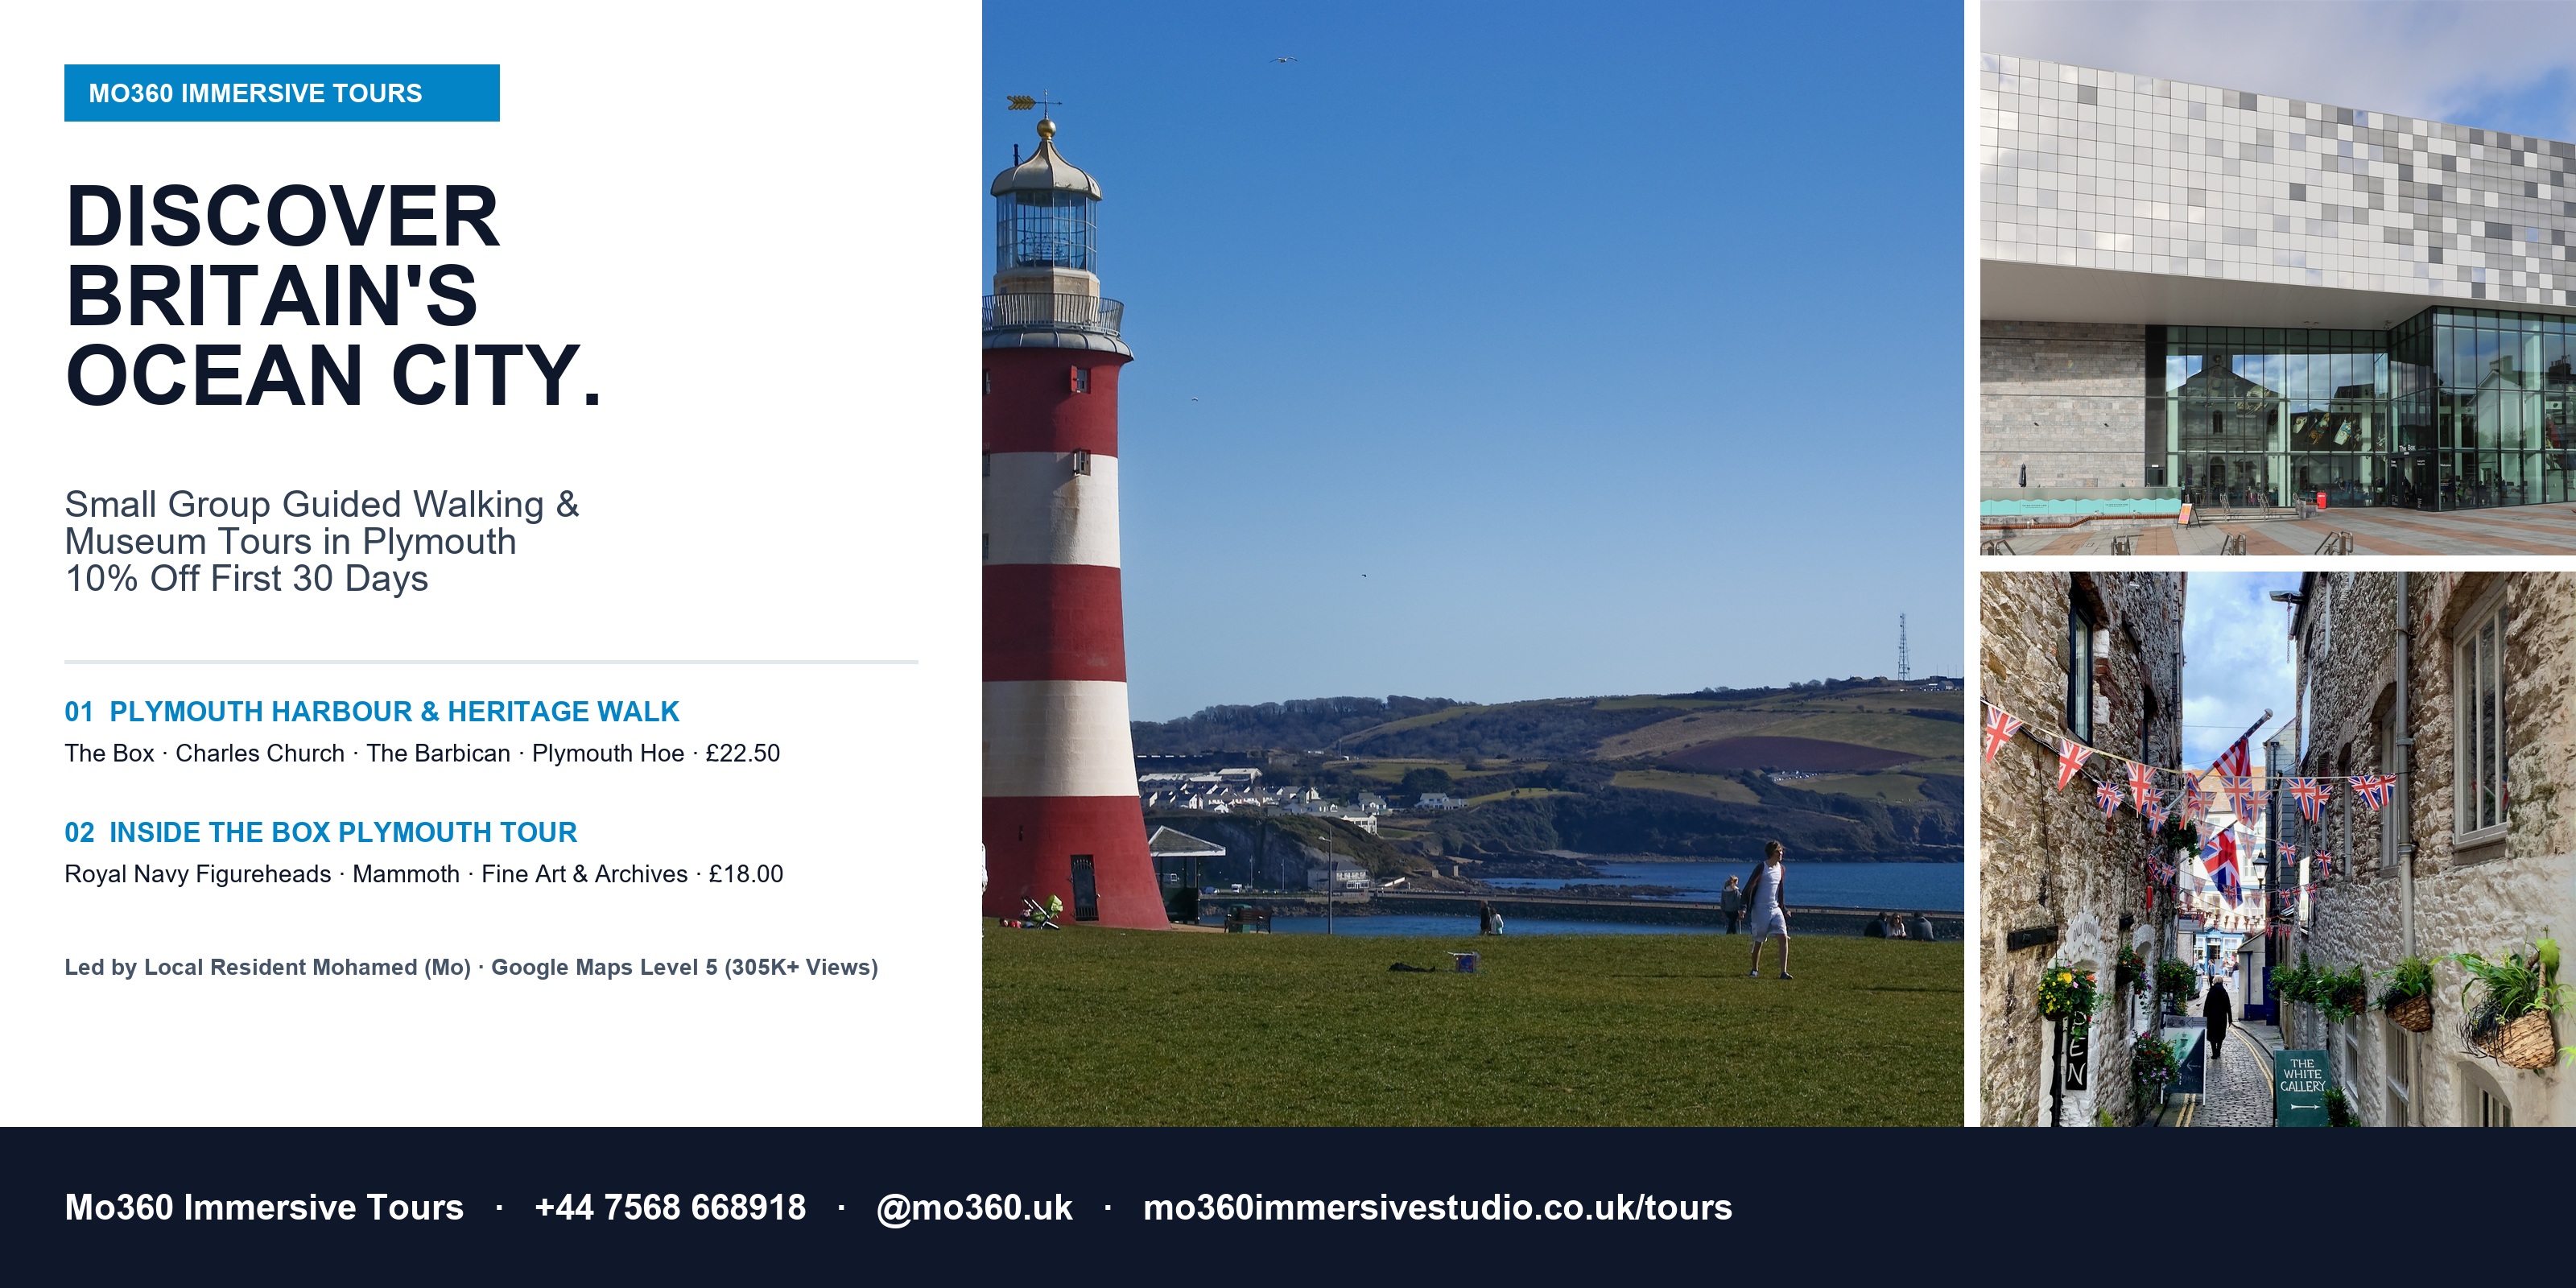 MO360 IMMERSIVE TOURS
DISCOVER
BRITAIN'S
OCEAN CITY.
Small Group Guided Walking &
Museum Tours in Plymouth
10% Off First 30 Days
01 PLYMOUTH HARBOUR & HERITAGE WALK
The Box · Charles Church · The Barbican · Plymouth Hoe · £22.50
02 INSIDE THE BOX PLYMOUTH TOUR
Royal Navy Figureheads · Mammoth · Fine Art & Archives · £18.00
Led by Local Resident Mohamed (Mo) · Google Maps Level 5 (305K+ Views)
The Box
PEN
THE
WHITE
GALLERY
Mo360 Immersive Tours · +44 7568 668918 · @mo360.uk · mo360immersivestudio.co.uk/tours